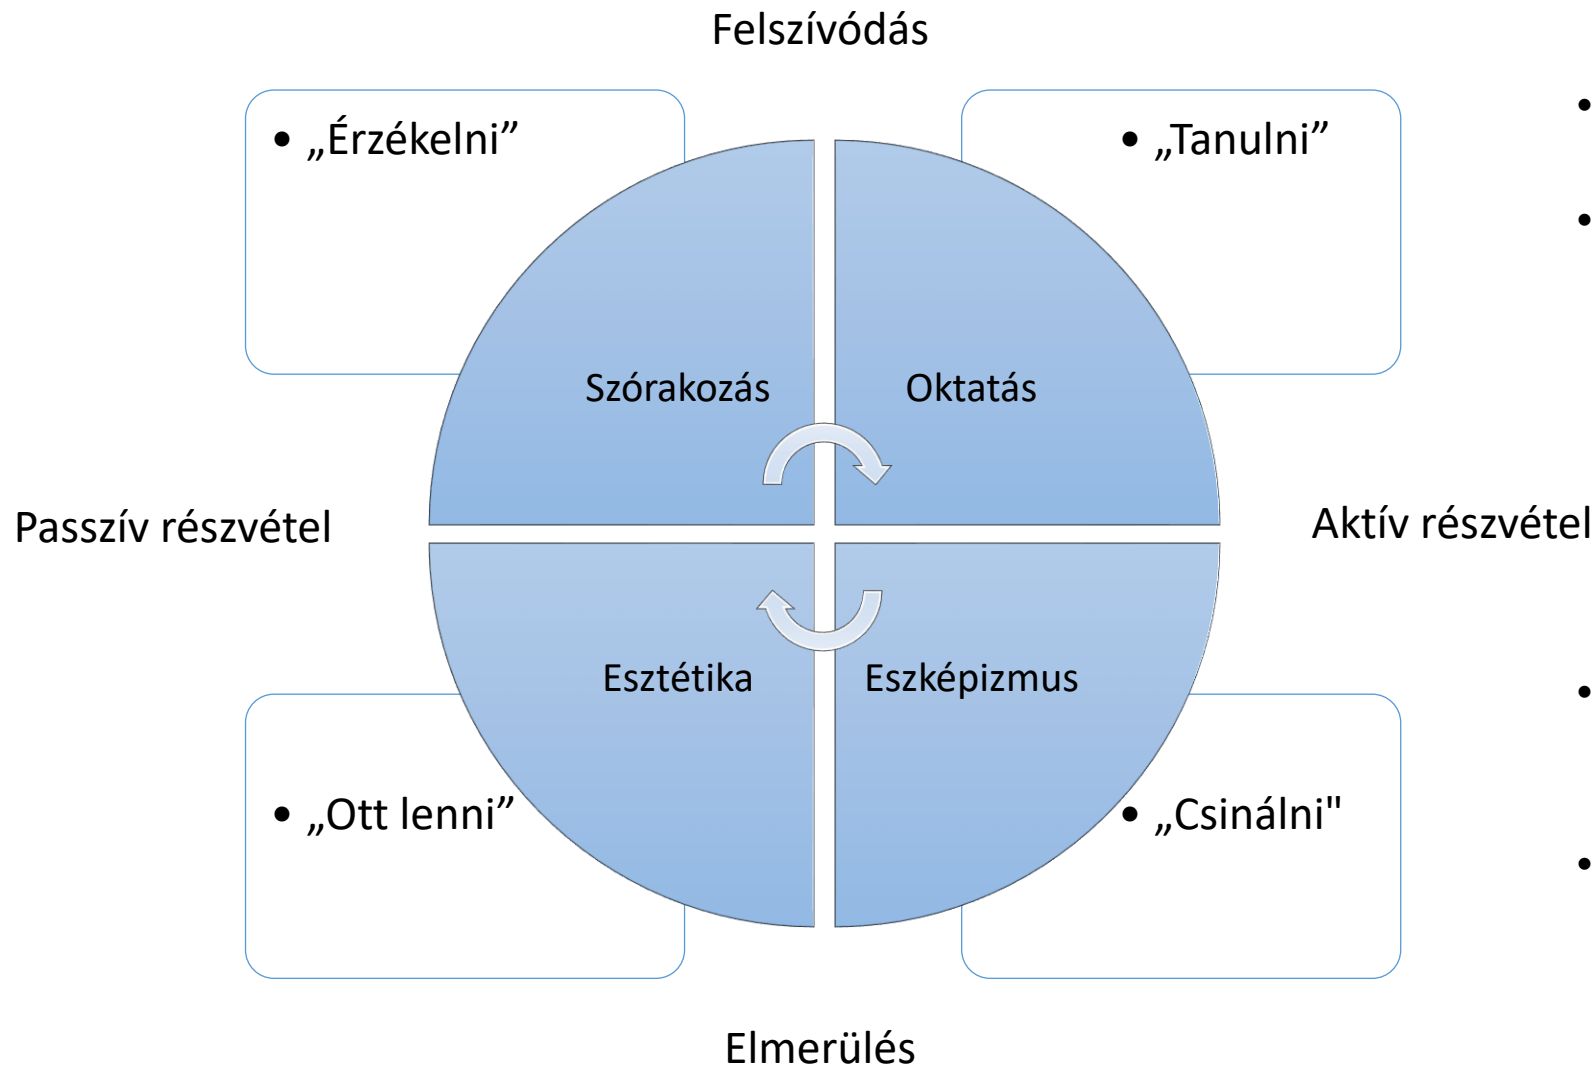 Felszívódás
• „Érzékelni”
• „Tanulni”
Szórakozás
Oktatás
Passzív részvétel
Aktív részvétel
Esztétika
Eszképizmus
• „Ott lenni”
• „Csinálni"
Elmerülés